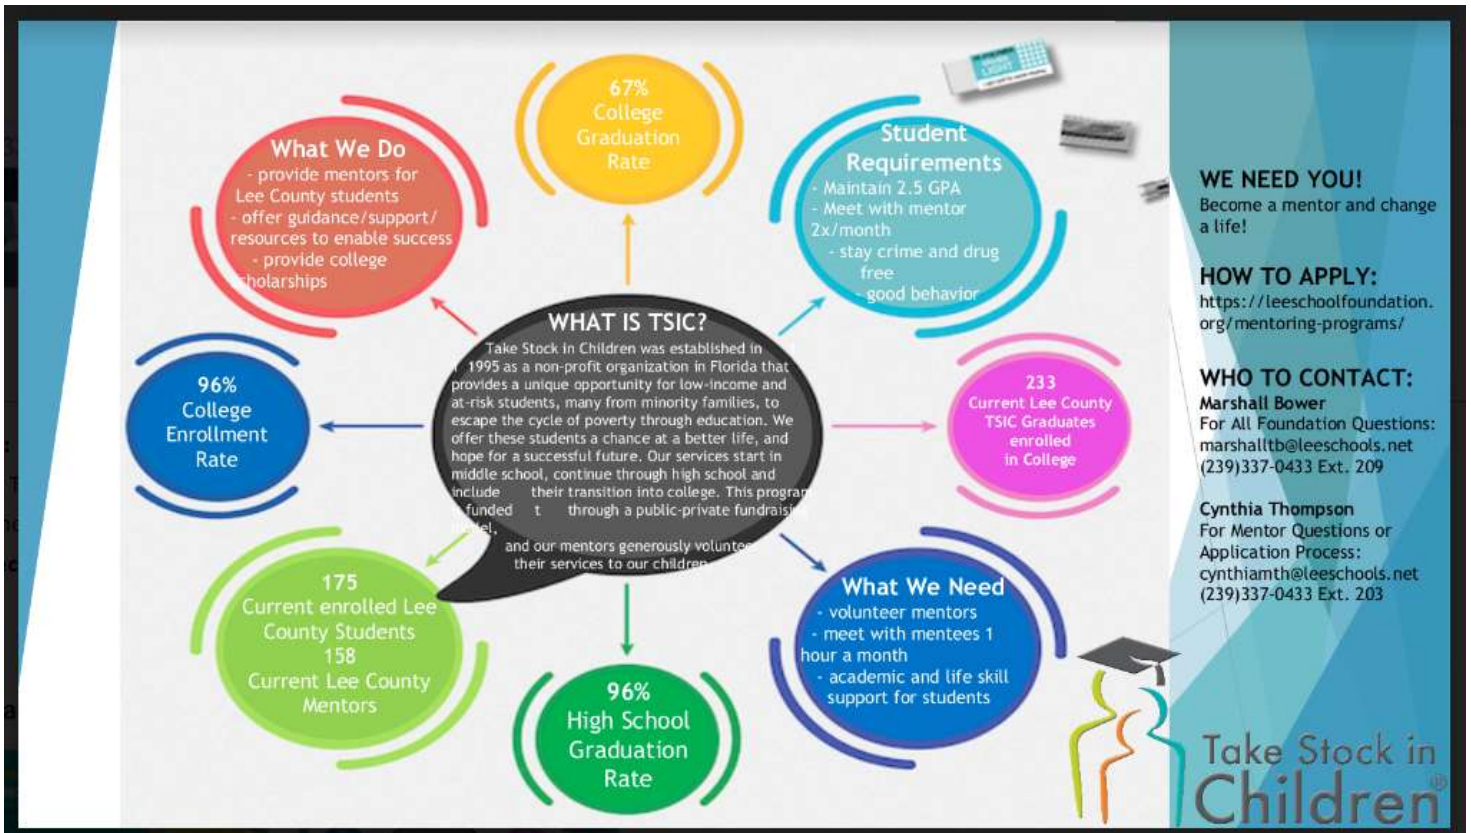 67%
College
Graduation
Rate
What We Do
- provide mentors for
Lee County students
- offer guidance/support/
resources to enable success
- provide college
cholarships
Student
Requirements
- Maintain 2.5 GPA
- Meet with mentor
2x/month
- stay crime and drug
free
- good behavior
WHAT IS TSIC?
Take Stock in Children was established in
1995 as a non-profit organization in Florida that
provides a unique opportunity for low-income and
at-risk students, many from minority families, to
escape the cycle of poverty through education. We
offer these students a chance at a better life, and
hope for a successful future. Our services start in
middle school, continue through high school and
include their transition into college. This program
is funded t through a public-private fundraising
model,
and our mentors generously voluntee
their services to our children
96%
College
Enrollment
Rate
233
Current Lee County
TSIC Graduates
enrolled
in College
175
Current enrolled Lee
County Students
158
Current Lee County
Mentors
96%
High School
Graduation
Rate
What We Need
- volunteer mentors
- meet with mentees 1
hour a month
- academic and life skill
support for students
WE NEED YOU!
Become a mentor and change
a life!
HOW TO APPLY:
https://leeschoolfoundation.
org/mentoring-programs/
WHO TO CONTACT:
Marshall Bower
For All Foundation Questions:
marshalltb@leeschools.net
(239)337-0433 Ext. 209
Cynthia Thompson
For Mentor Questions or
Application Process:
cynthiamth@leeschools.net
(239)337-0433 Ext. 203
Take Stock in
Children®
LIGHT